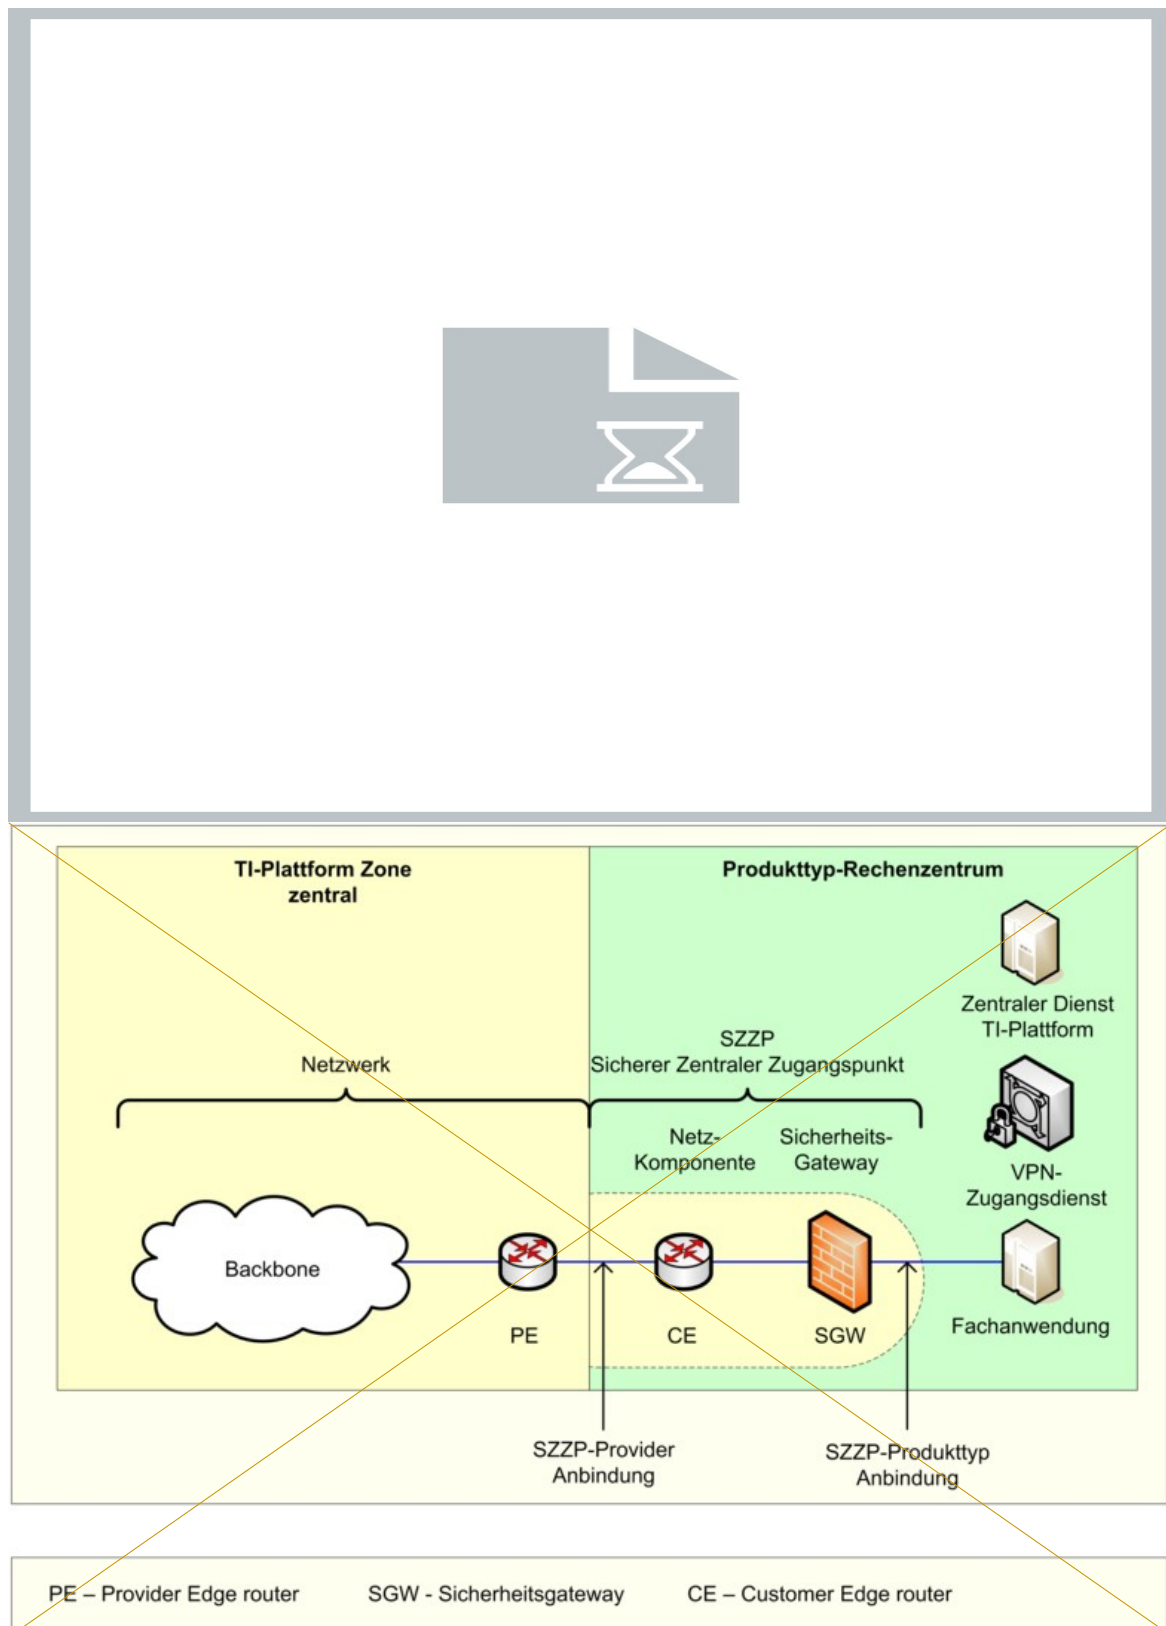 TI-Plattform Zone
zentral
Produkttyp-Rechenzentrum
Zentraler Dienst
TI-Plattform
Netzwerk
SZZP
Sicherer Zentraler Zugangspunkt
Netz-
Komponente
Sicherheits-
Gateway
VPN-
Zugangsdienst
Backbone
PE
CE
SGW
Fachanwendung
SZZP-Provider
Anbindung
SZZP-Produkttyp
Anbindung
PE – Provider Edge router
SGW - Sicherheitsgateway
CE – Customer Edge router